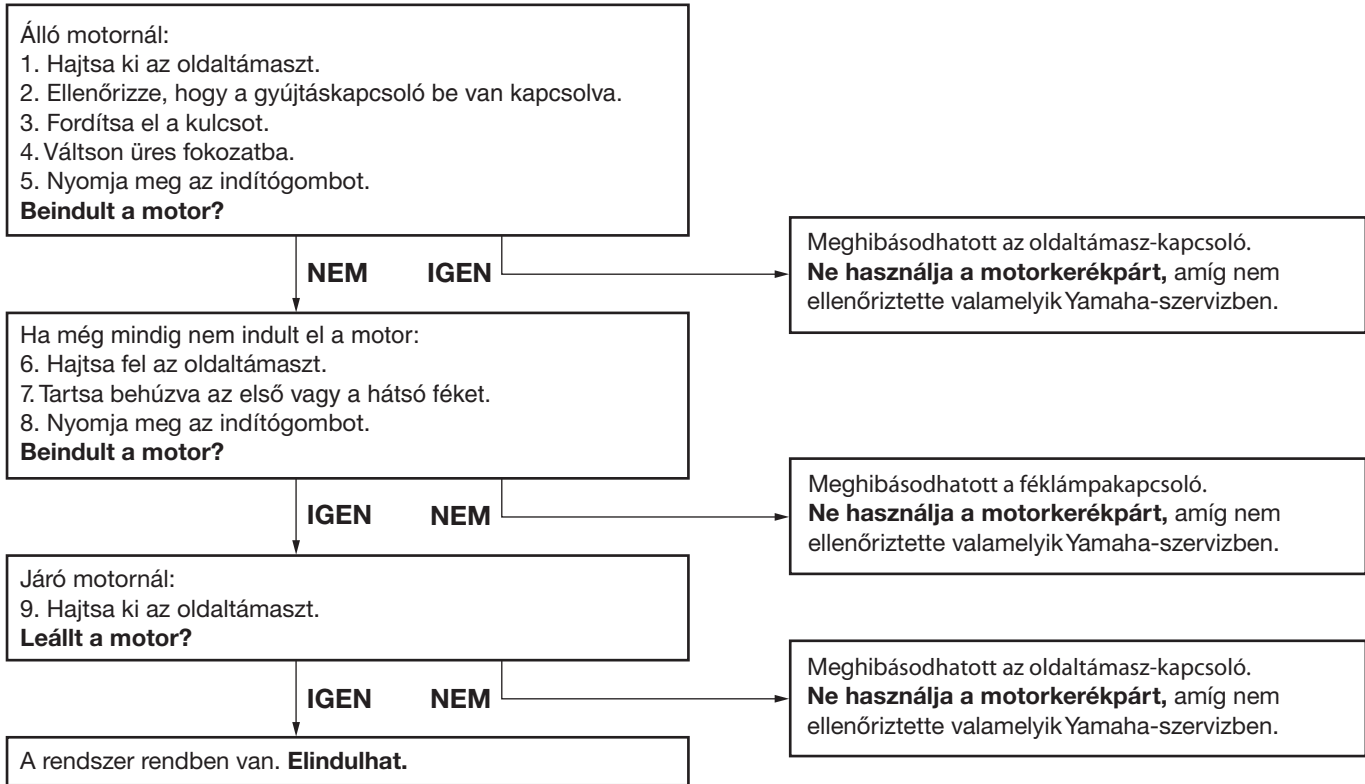 Álló motornál:
1. Hajtsa ki az oldaltámaszt.
2. Ellenőrizze, hogy a gyújtáskapcsoló be van kapcsolva.
3. Fordítsa el a kulcsot.
4. Váltson üres fokozatba.
5. Nyomja meg az indítógombot.
Beindult a motor?
NEM IGEN
Meghibásodhatott az oldaltámasz-kapcsoló.
Ne használja a motorkerékpárt, amíg nem
ellenőriztette valamelyik Yamaha-szervizben.
Ha még mindig nem indult el a motor:
6. Hajtsa fel az oldaltámaszt.
7. Tartsa behúzva az első vagy a hátsó féket.
8. Nyomja meg az indítógombot.
Beindult a motor?
IGEN NEM
Meghibásodhatott a féklámpakapcsoló.
Ne használja a motorkerékpárt, amíg nem
ellenőriztette valamelyik Yamaha-szervizben.
Járó motornál:
9. Hajtsa ki az oldaltámaszt.
Leállt a motor?
IGEN NEM
Meghibásodhatott az oldaltámasz-kapcsoló.
Ne használja a motorkerékpárt, amíg nem
ellenőriztette valamelyik Yamaha-szervizben.
A rendszer rendben van. Elindulhat.